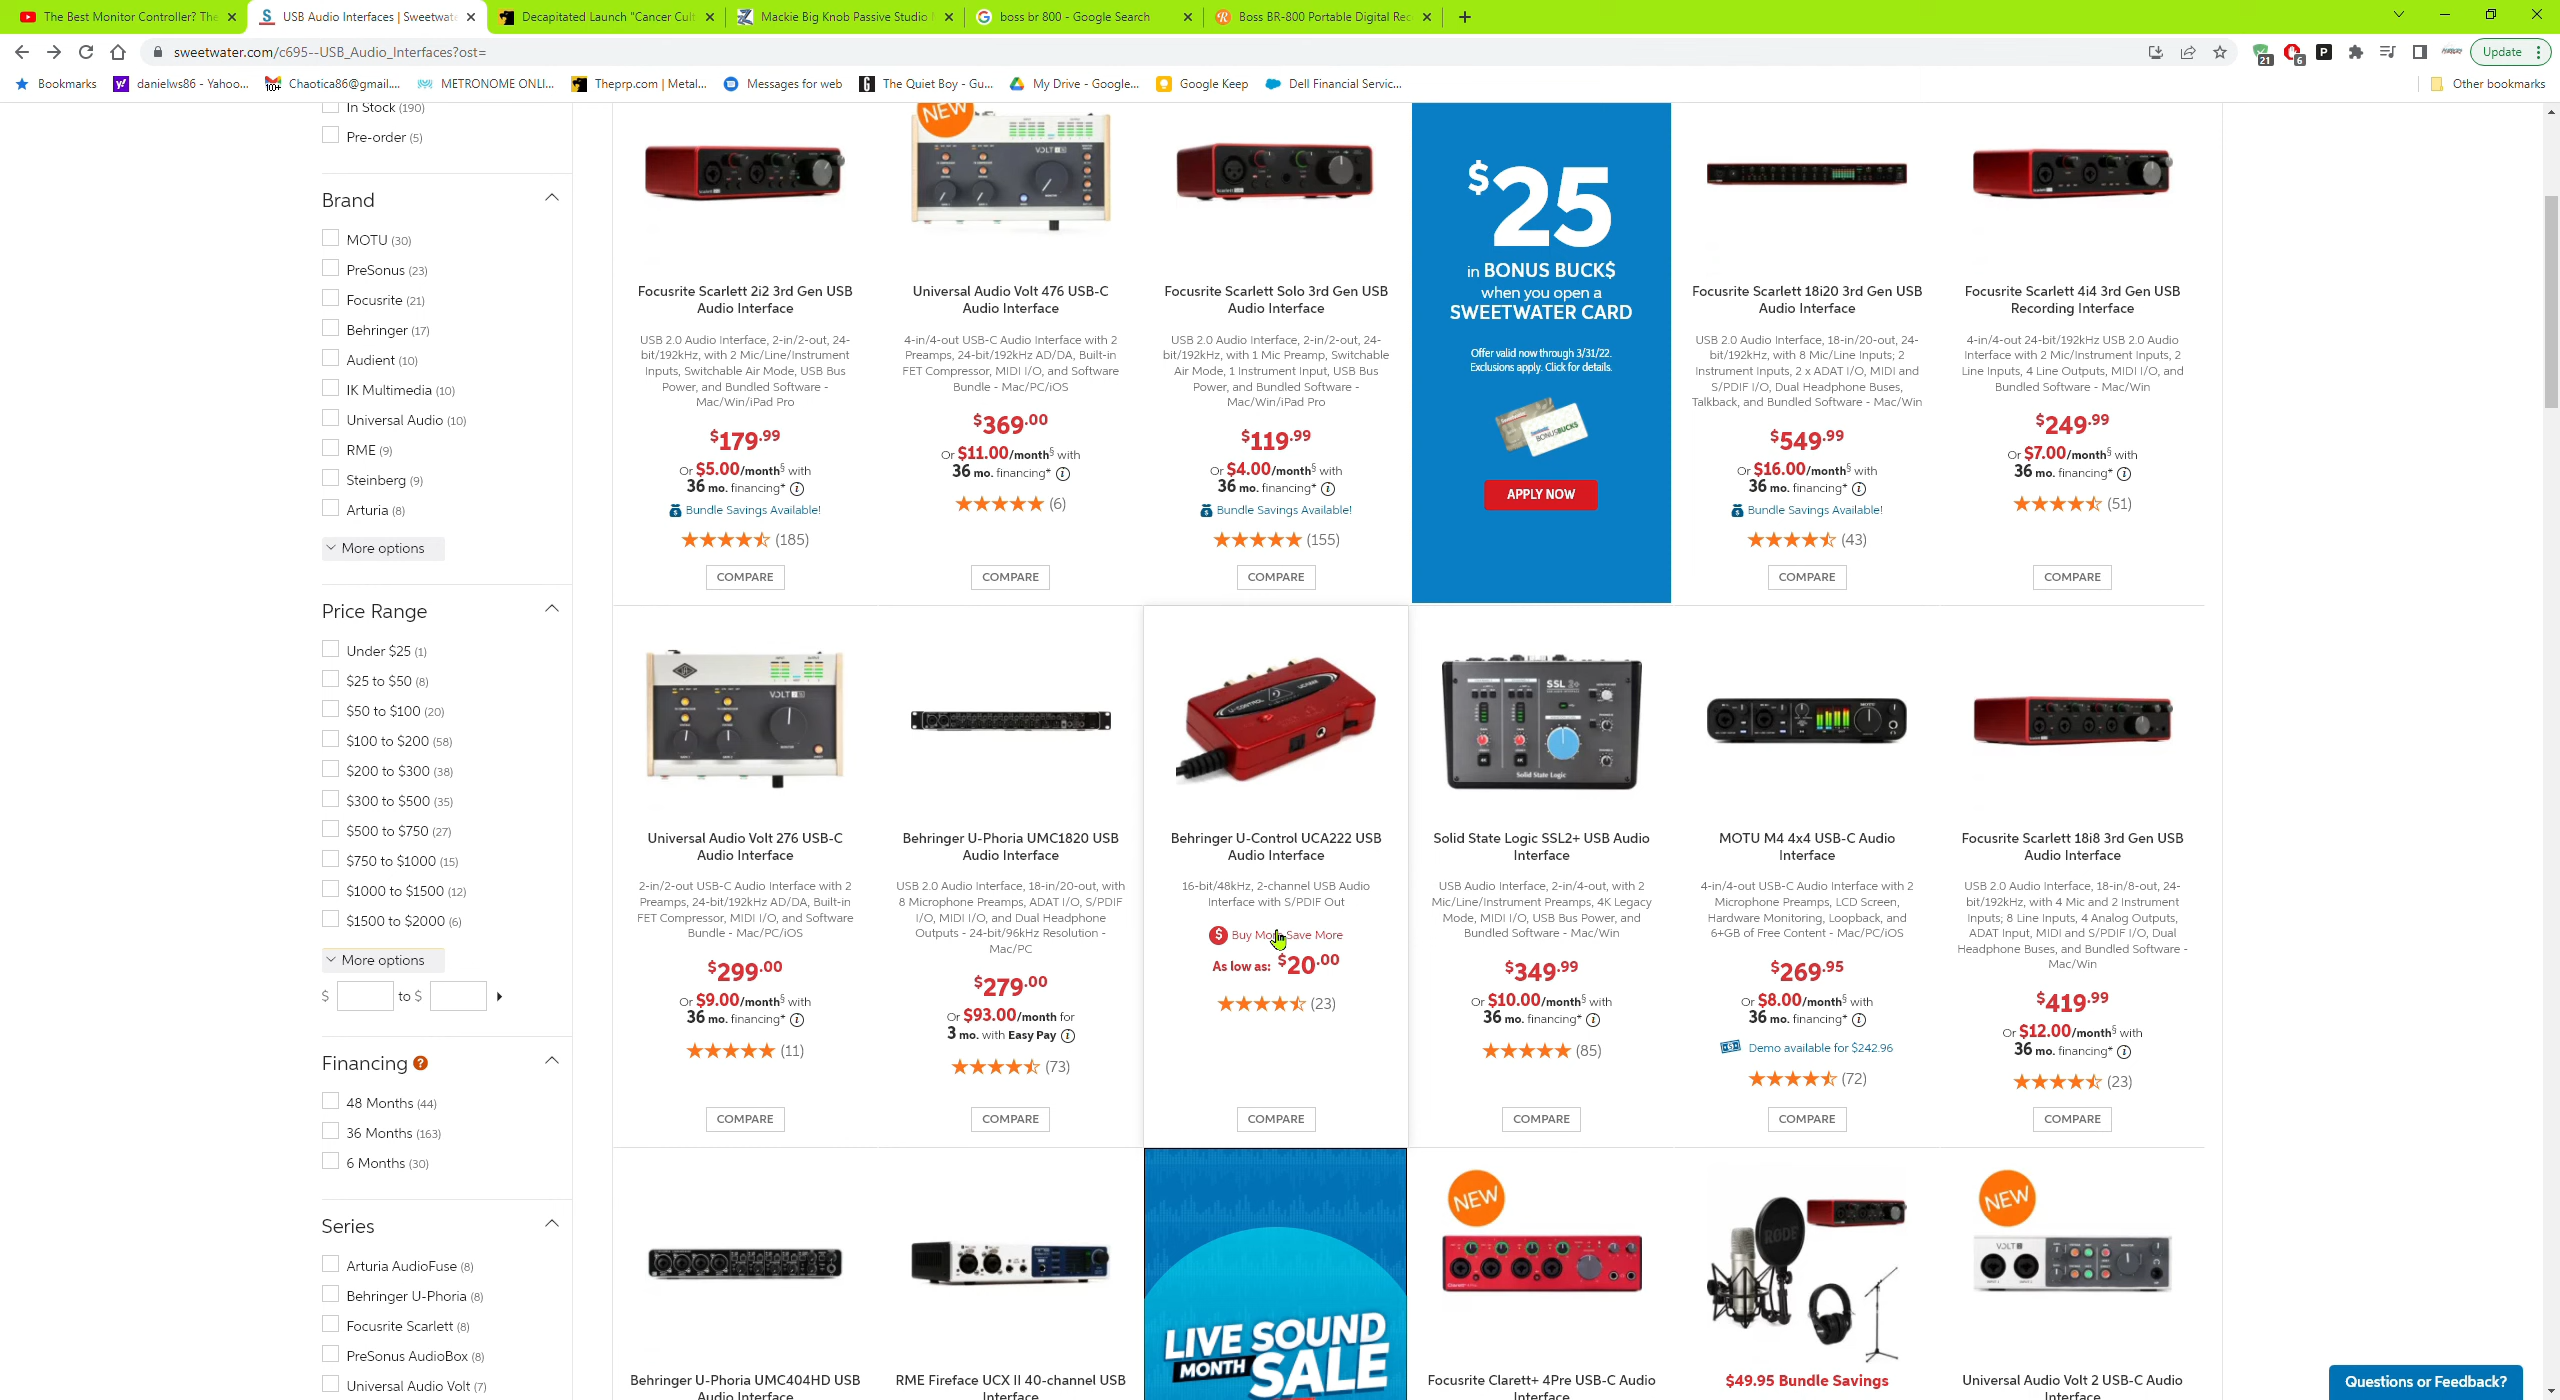 The Best Monitor Controller? The
USB Audio Interfaces | Sweetwate
Decapitated Launch "Cancer Cult
Mackie Big Knob Passive Studio
boss br 800 - Google Search
Boss BR-800 Portable Digital Rec
sweetwater.com/c695--USB_Audio_Interfaces?ost=
21
6
P
Update
Bookmarks
danielws86 - Yahoo...
100+
Chaotica86@gmail....
METRONOME ONLI...
Theprp.com | Metal...
Messages for web
The Quiet Boy - Gu...
My Drive - Google...
Google Keep
Dell Financial Servic...
Other bookmarks
In Stock (190)
Pre-order (5)
Brand
MOTU (30)
PreSonus (23)
Focusrite (21)
Behringer (17)
Audient (10)
IK Multimedia (10)
Universal Audio (10)
RME (9)
Steinberg (9)
Arturia (8)
More options
Price Range
Under $25 (1)
$25 to $50 (8)
$50 to $100 (20)
$100 to $200 (58)
$200 to $300 (38)
$300 to $500 (35)
$500 to $750 (27)
$750 to $1000 (15)
$1000 to $1500 (12)
$1500 to $2000 (6)
More options
$ to $
Financing ?
48 Months (44)
36 Months (163)
6 Months (30)
Series
Arturia AudioFuse (8)
Behringer U-Phoria (8)
Focusrite Scarlett (8)
PreSonus AudioBox (8)
Universal Audio Volt (7)
Focusrite Scarlett 2i2 3rd Gen USB
Audio Interface
USB 2.0 Audio Interface, 2-in/2-out, 24-
bit/192kHz, with 2 Mic/Line/Instrument
Inputs, Switchable Air Mode, USB Bus
Power, and Bundled Software -
Mac/Win/iPad Pro
$179.99
Or $5.00/month§ with
36 mo. financing*
Bundle Savings Available!
(185)
COMPARE
NEW
VOLT
Universal Audio Volt 476 USB-C
Audio Interface
4-in/4-out USB-C Audio Interface with 2
Preamps, 24-bit/192kHz AD/DA, Built-in
FET Compressor, MIDI I/O, and Software
Bundle - Mac/PC/iOS
$369.00
Or $11.00/month§ with
36 mo. financing*
(6)
COMPARE
Focusrite Scarlett Solo 3rd Gen USB
Audio Interface
USB 2.0 Audio Interface, 2-in/2-out, 24-
bit/192kHz, with 1 Mic Preamp, Switchable
Air Mode, 1 Instrument Input, USB Bus
Power, and Bundled Software -
Mac/Win/iPad Pro
$119.99
Or $4.00/month§ with
36 mo. financing*
Bundle Savings Available!
(155)
COMPARE
$25
in BONUS BUCK$
when you open a
SWEETWATER CARD
Offer valid now through 3/31/22.
Exclusions apply. Click for details.
BONUSBUCKS
APPLY NOW
Focusrite Scarlett 18i20 3rd Gen USB
Audio Interface
USB 2.0 Audio Interface, 18-in/20-out, 24-
bit/192kHz, with 8 Mic/Line Inputs; 2
Instrument Inputs, 2 x ADAT I/O, MIDI and
S/PDIF I/O, Dual Headphone Buses,
Talkback, and Bundled Software - Mac/Win
$549.99
Or $16.00/month§ with
36 mo. financing*
Bundle Savings Available!
(43)
COMPARE
Focusrite Scarlett 4i4 3rd Gen USB
Recording Interface
4-in/4-out 24-bit/192kHz USB 2.0 Audio
Interface with 2 Mic/Instrument Inputs, 2
Line Inputs, 4 Line Outputs, MIDI I/O, and
Bundled Software - Mac/Win
$249.99
Or $7.00/month§ with
36 mo. financing*
(51)
COMPARE
VOLT
Universal Audio Volt 276 USB-C
Audio Interface
2-in/2-out USB-C Audio Interface with 2
Preamps, 24-bit/192kHz AD/DA, Built-in
FET Compressor, MIDI I/O, and Software
Bundle - Mac/PC/iOS
$299.00
Or $9.00/month§ with
36 mo. financing*
(11)
COMPARE
Behringer U-Phoria UMC1820 USB
Audio Interface
USB 2.0 Audio Interface, 18-in/20-out, with
8 Microphone Preamps, ADAT I/O, S/PDIF
I/O, MIDI I/O, and Dual Headphone
Outputs - 24-bit/96kHz Resolution -
Mac/PC
$279.00
Or $93.00/month for
3 mo. with Easy Pay
(73)
COMPARE
U-CONTROL UCA222
Behringer U-Control UCA222 USB
Audio Interface
16-bit/48kHz, 2-channel USB Audio
Interface with S/PDIF Out
Buy More Save More
As low as: $20.00
(23)
COMPARE
SSL 2+
Solid State Logic
Solid State Logic SSL2+ USB Audio
Interface
USB Audio Interface, 2-in/4-out, with 2
Mic/Line/Instrument Preamps, 4K Legacy
Mode, MIDI I/O, USB Bus Power, and
Bundled Software - Mac/Win
$349.99
Or $10.00/month§ with
36 mo. financing*
(85)
COMPARE
MOTU M4 4x4 USB-C Audio
Interface
4-in/4-out USB-C Audio Interface with 2
Microphone Preamps, LCD Screen,
Hardware Monitoring, Loopback, and
6+GB of Free Content - Mac/PC/iOS
$269.95
Or $8.00/month§ with
36 mo. financing*
Demo available for $242.96
(72)
COMPARE
Focusrite Scarlett 18i8 3rd Gen USB
Audio Interface
USB 2.0 Audio Interface, 18-in/8-out, 24-
bit/192kHz, with 4 Mic and 2 Instrument
Inputs; 8 Line Inputs, 4 Analog Outputs,
ADAT Input, MIDI and S/PDIF I/O, Dual
Headphone Buses, and Bundled Software -
Mac/Win
$419.99
Or $12.00/month§ with
36 mo. financing*
(23)
COMPARE
Behringer U-Phoria UMC404HD USB
Audio Interface
RME Fireface UCX II 40-channel USB
Interface
LIVE SOUND
MONTH SALE
NEW
Focusrite Clarett+ 4Pre USB-C Audio
Interface
RODE
$49.95 Bundle Savings
NEW
VOLT 2
Universal Audio Volt 2 USB-C Audio
Interface
Questions or Feedback?